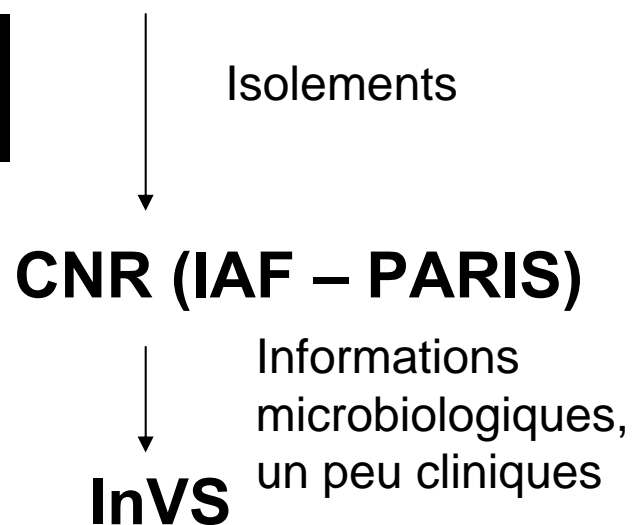 Isolements
CNR (IAF – PARIS)
Informations
microbiologiques,
un peu cliniques
InVS